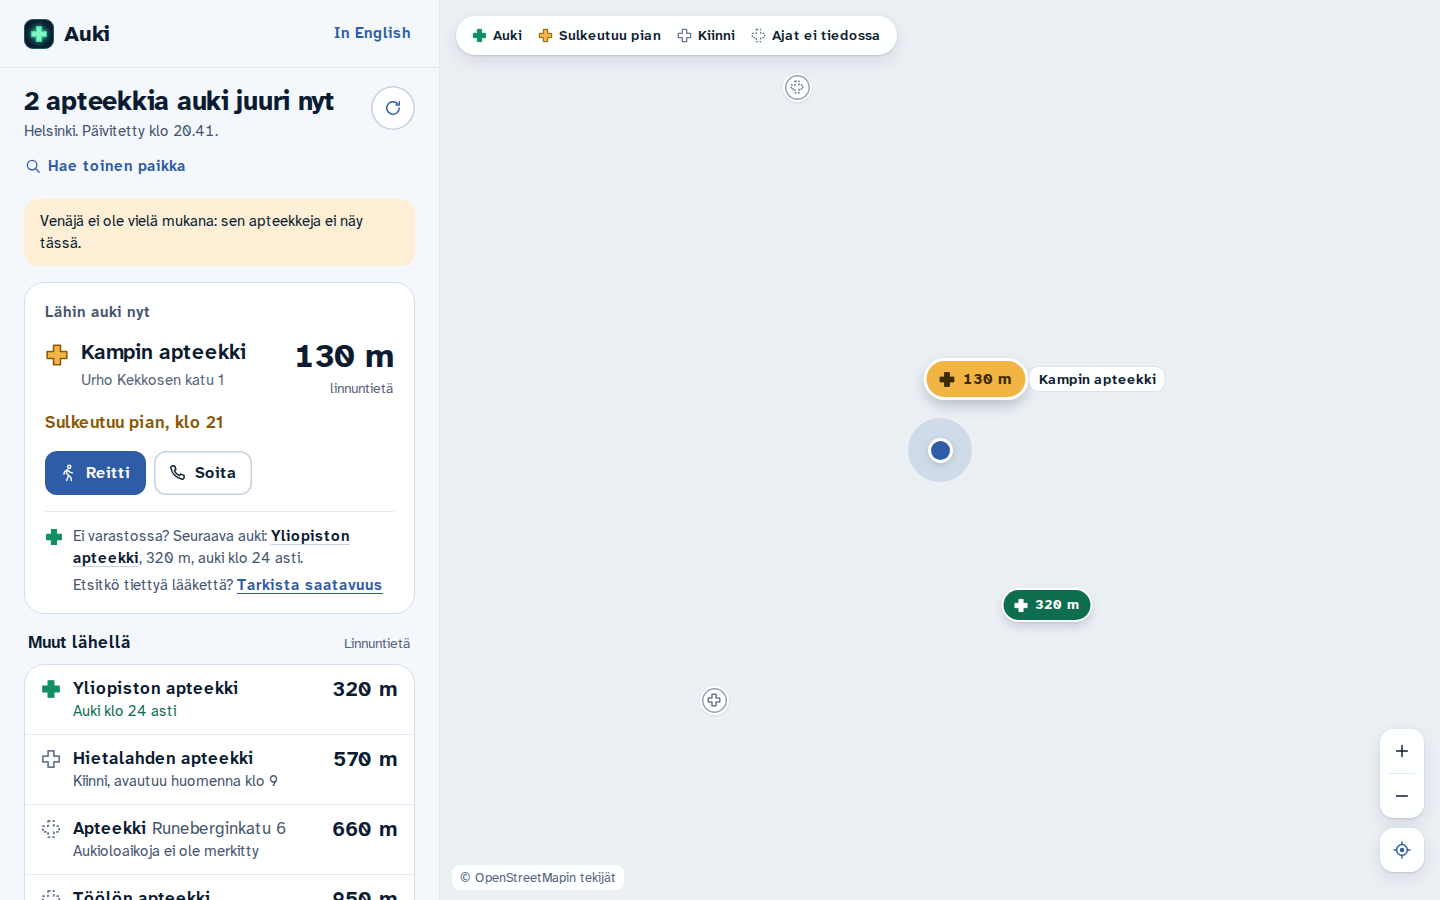 Auki
In English
2 apteekkia auki juuri nyt
Helsinki. Päivitetty klo 20.41.
Hae toinen paikka
Venäjä ei ole vielä mukana: sen apteekkeja ei näy
tässä.
Lähin auki nyt
Kampin apteekki
130 m
Urho Kekkosen katu 1
linnuntietä
Sulkeutuu pian, klo 21
Reitti
Soita
Ei varastossa? Seuraava auki: Yliopiston
apteekki, 320 m, auki klo 24 asti.
Etsitkö tiettyä lääkettä? Tarkista saatavuus
Muut lähellä
Linnuntietä
Yliopiston apteekki
320 m
Auki klo 24 asti
Hietalahden apteekki
570 m
Kiinni, avautuu huomenna klo 9
Apteekki Runeberginkatu 6
660 m
Aukioloaikoja ei ole merkitty
Töölön apteekki
950 m
Auki
Sulkeutuu pian
Kiinni
Ajat ei tiedossa
130 m
Kampin apteekki
320 m
© OpenStreetMapin tekijät